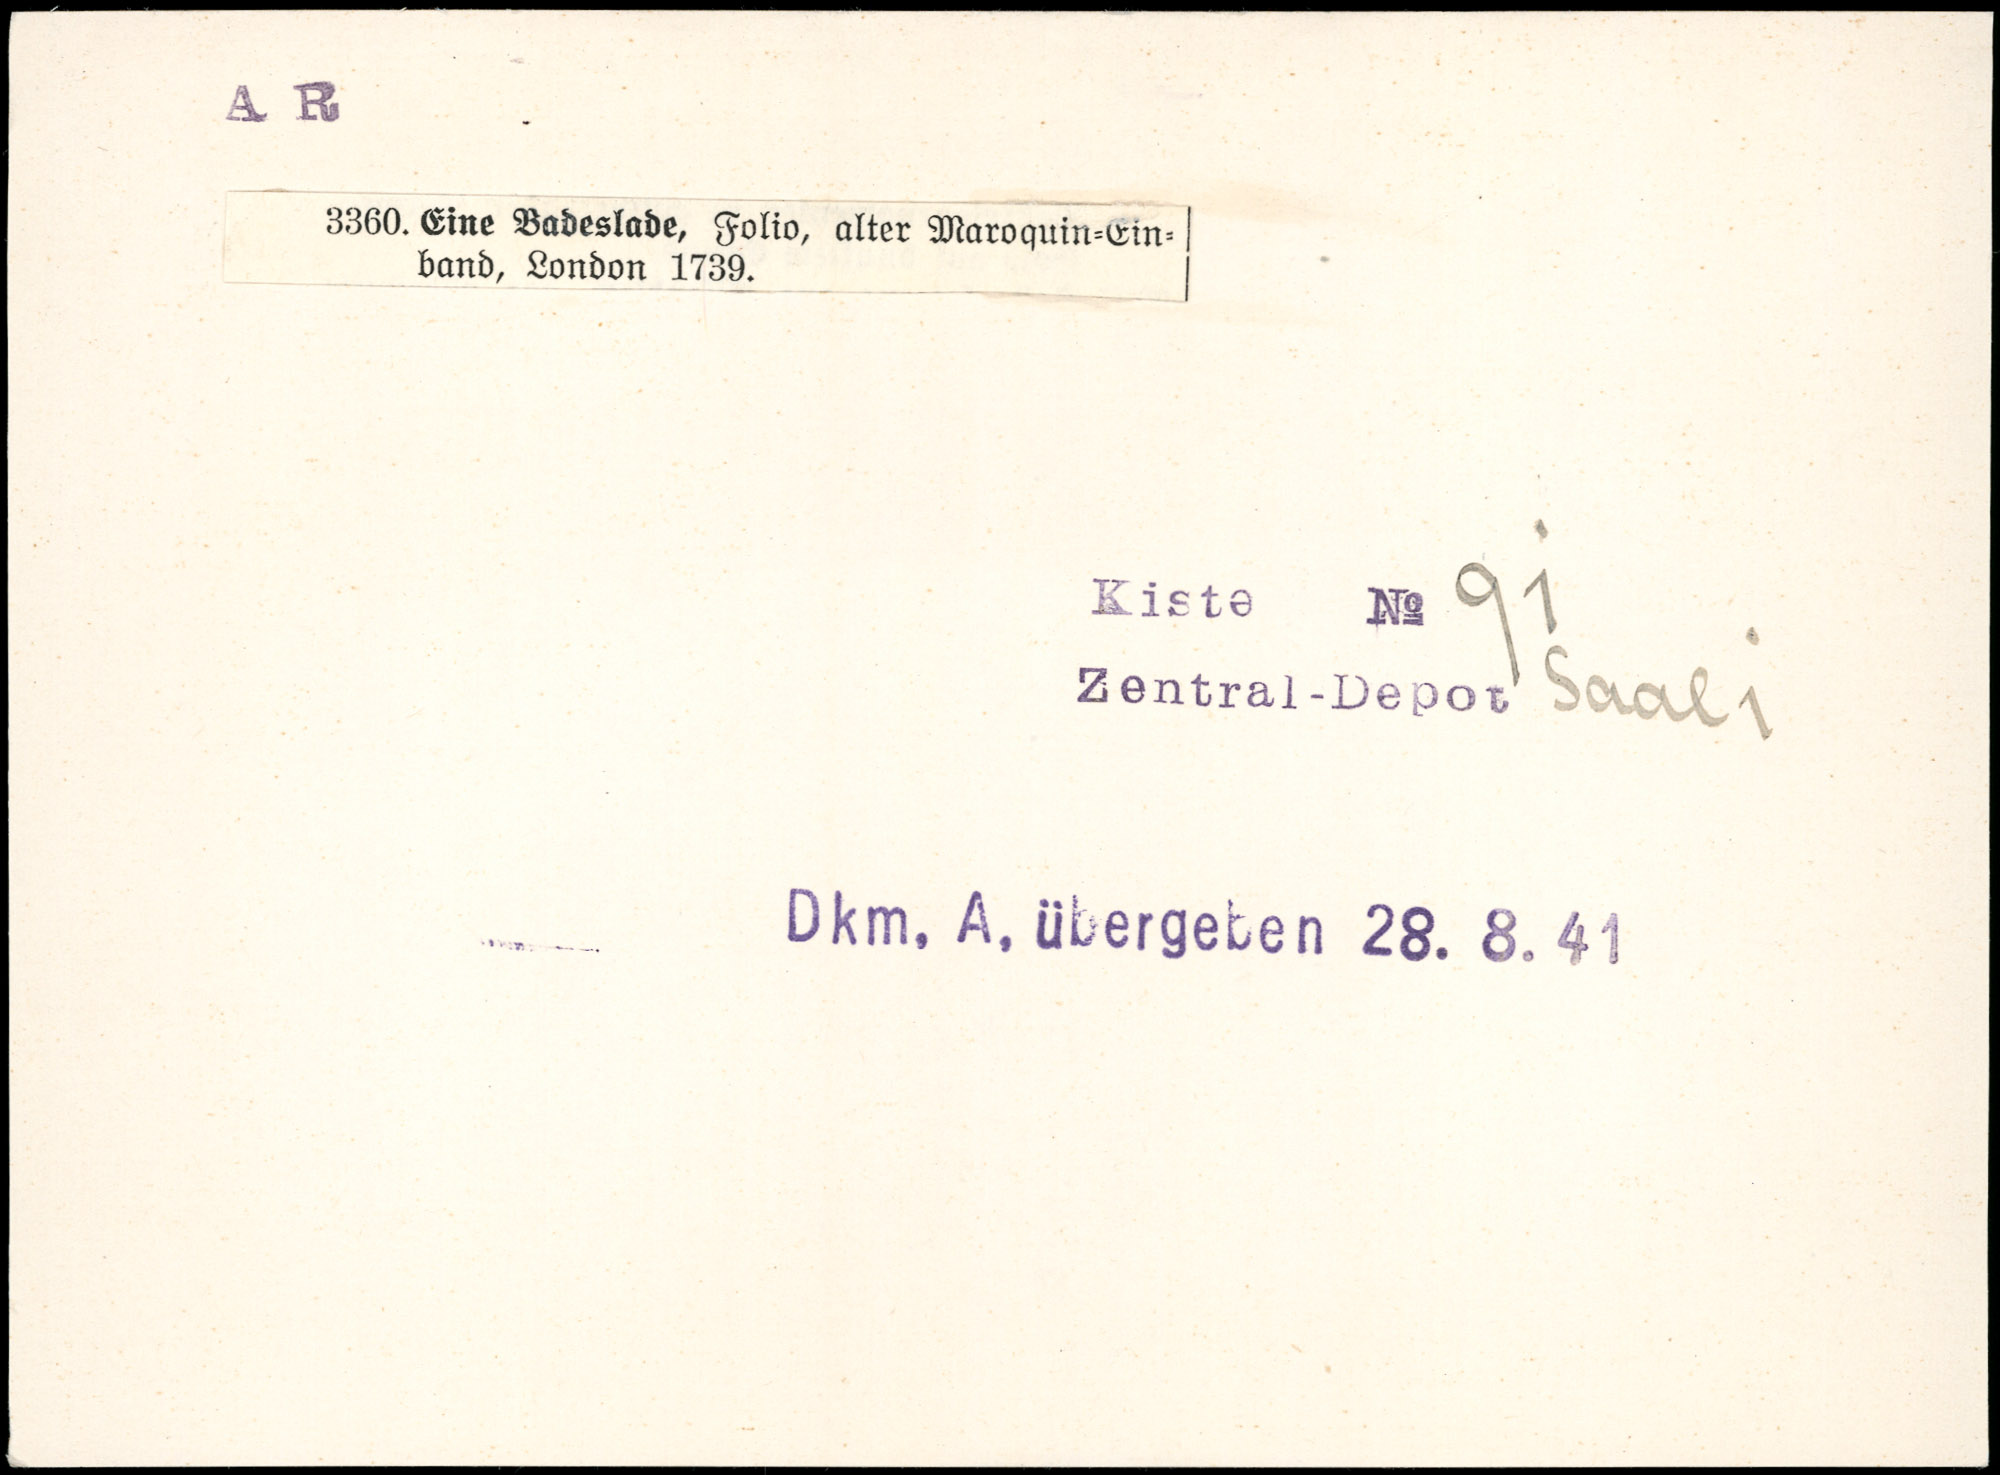 A R
3360. Eine Badeslade, Folio, alter Maroquin-Ein-
band, London 1739.
Kiste № 91
Zentral-Depot Saal 1
Dkm. A. übergeben 28. 8. 41